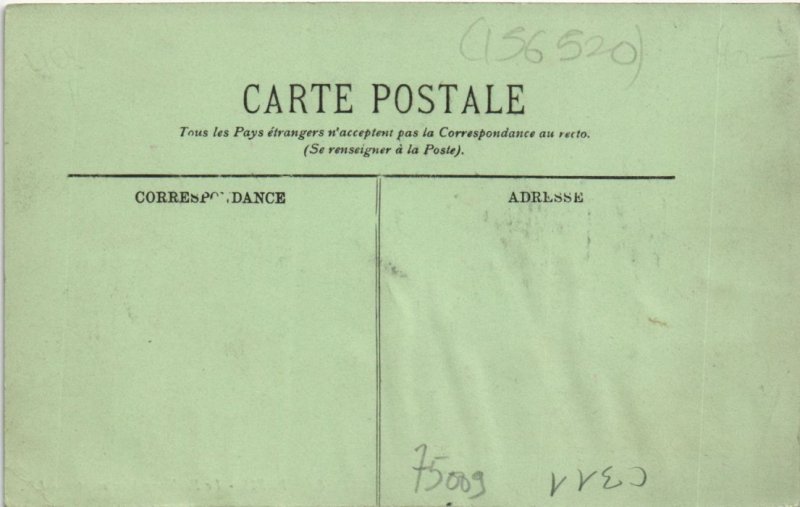 (156520)
CARTE POSTALE
Tous les Pays étrangers n'acceptent pas la Correspondance au recto.
(Se renseigner à la Poste).
CORRESPONDANCE
ADRESSE
75009